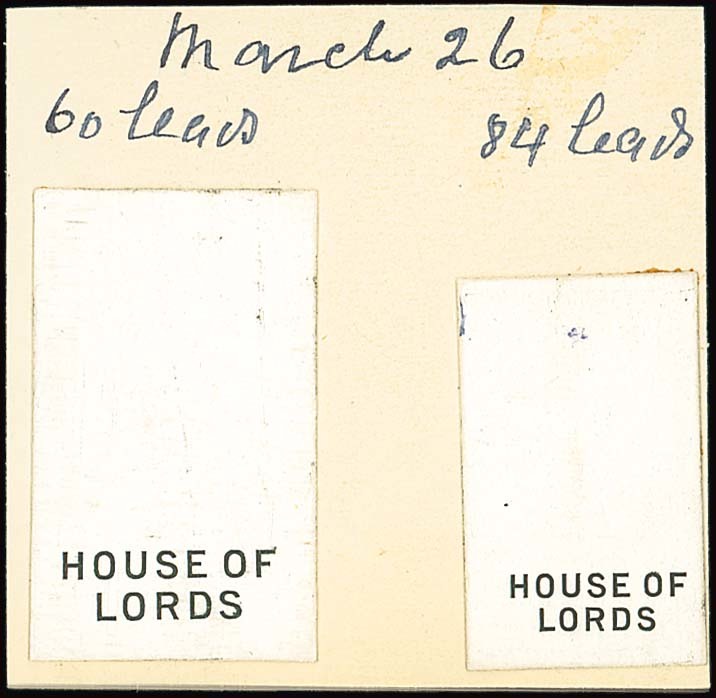 March 26
60 leads 84 leads
HOUSE OF
LORDS
HOUSE OF
LORDS